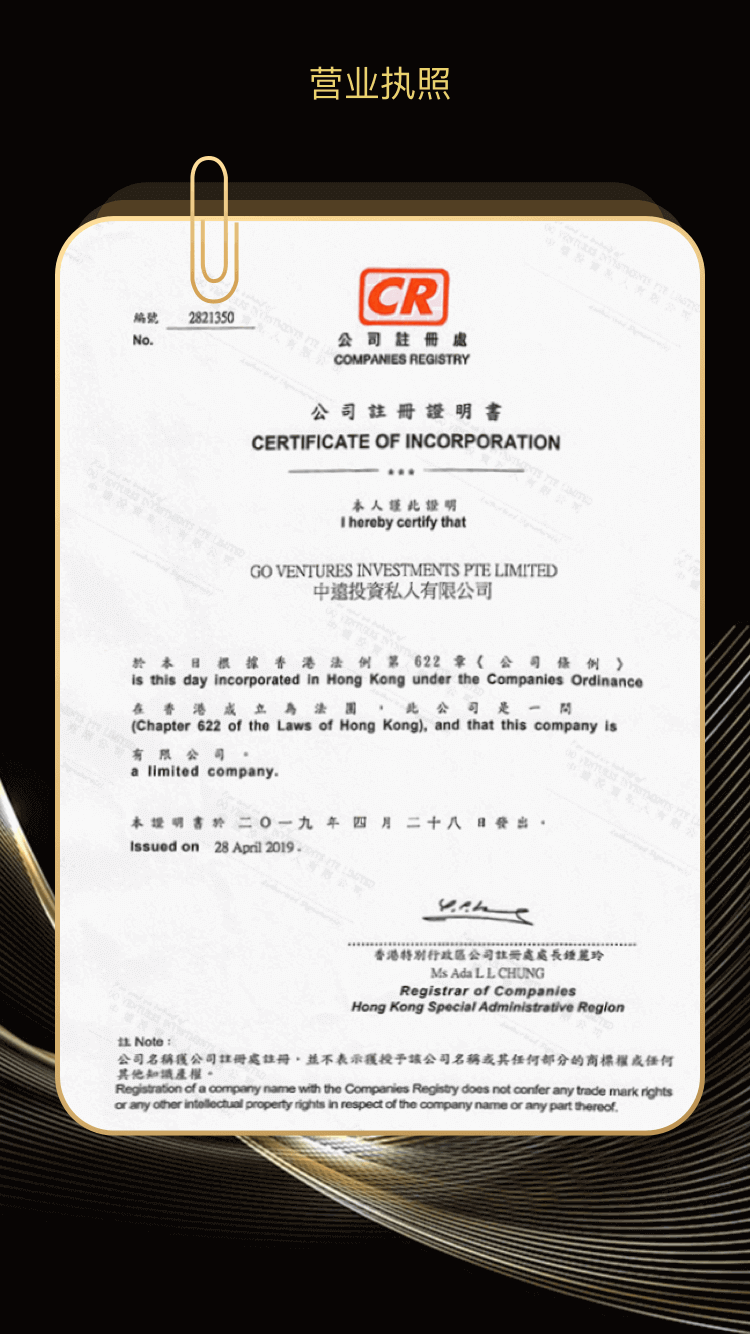 营业执照
CR
編號 2821350
No.
公司註冊處
COMPANIES REGISTRY
公司註冊證明書
CERTIFICATE OF INCORPORATION
***
本人謹此證明
I hereby certify that
GO VENTURES INVESTMENTS PTE LIMITED
中遠投資私人有限公司
於本日根據香港法例第622章《公司條例》
is this day incorporated in Hong Kong under the Companies Ordinance
在香港成立為法團,此公司是一間
(Chapter 622 of the Laws of Hong Kong), and that this company is
有限公司。
a limited company.
本證明書於二〇一九年四月二十八日發出。
Issued on 28 April 2019.
香港特別行政區公司註冊處處長鍾麗玲
Ms Ada L L CHUNG
Registrar of Companies
Hong Kong Special Administrative Region
註 Note:
公司名稱獲公司註冊處註冊,並不表示獲授予該公司名稱或其任何部分的商標權或任何
其他知識產權。
Registration of a company name with the Companies Registry does not confer any trade mark rights
or any other intellectual property rights in respect of the company name or any part thereof.